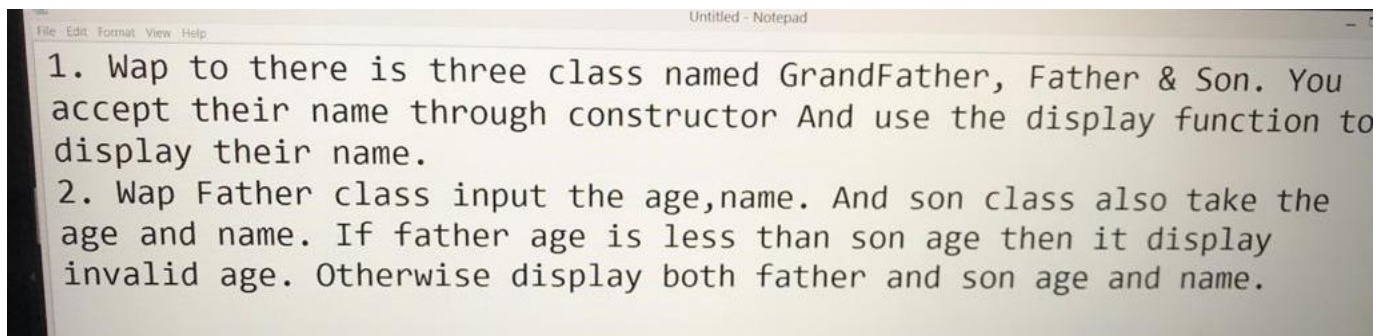 Untitled - Notepad
File Edit Format View Help
1. Wap to there is three class named GrandFather, Father & Son. You
accept their name through constructor And use the display function to
display their name.
2. Wap Father class input the age,name. And son class also take the
age and name. If father age is less than son age then it display
invalid age. Otherwise display both father and son age and name.